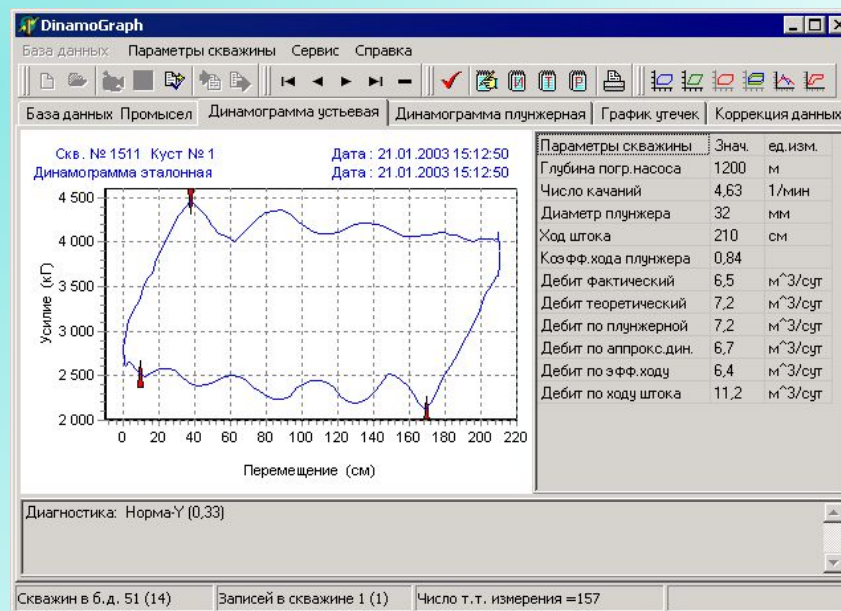 DinamoGraph
База данных Параметры скважины Сервис Справка
База данных Промысел Динамограмма устьевая Динамограмма плунжерная График утечек Коррекция данных
Скв. № 1511 Куст № 1 Дата : 21.01.2003 15:12:50
Динамограмма эталонная Дата : 21.01.2003 15:12:50
Усилие (кГ)
4 500
4 000
3 500
3 000
2 500
2 000
0 20 40 60 80 100 120 140 160 180 200 220
Перемещение (см)
Параметры скважины Знач. ед.изм.
Глубина погр.насоса 1200 м
Число качаний 4,63 1/мин
Диаметр плунжера 32 мм
Ход штока 210 см
Коэфф.хода плунжера 0,84
Дебит фактический 6,5 м^3/сут
Дебит теоретический 7,2 м^3/сут
Дебит по плунжерной 7,2 м^3/сут
Дебит по аппрокс.дин. 6,7 м^3/сут
Дебит по эфф.ходу 6,4 м^3/сут
Дебит по ходу штока 11,2 м^3/сут
Диагностика: Норма-Y (0,33)
Скважин в б.д. 51 (14) Записей в скважине 1 (1) Число т.т. измерения =157